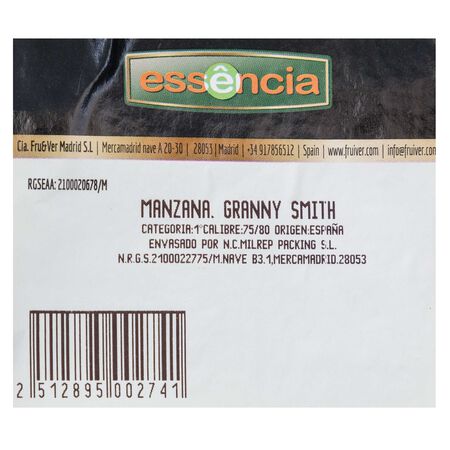 essência
Cia. Fru&Ver Madrid S.L | Mercamadrid nave A 20-30 | 28053 | Madrid | +34 917856512 | Spain | www.fruiver.com | info@fruiver.com
RGSEAA: 2100020678/M
MANZANA. GRANNY SMITH
CATEGORIA:1ª CALIBRE:75/80 ORIGEN:ESPAÑA
ENVASADO POR N.C.MILREP PACKING S.L.
N.R.G.S.2100022775/M.NAVE B3.1,MERCAMADRID.28053
2 512895 002741